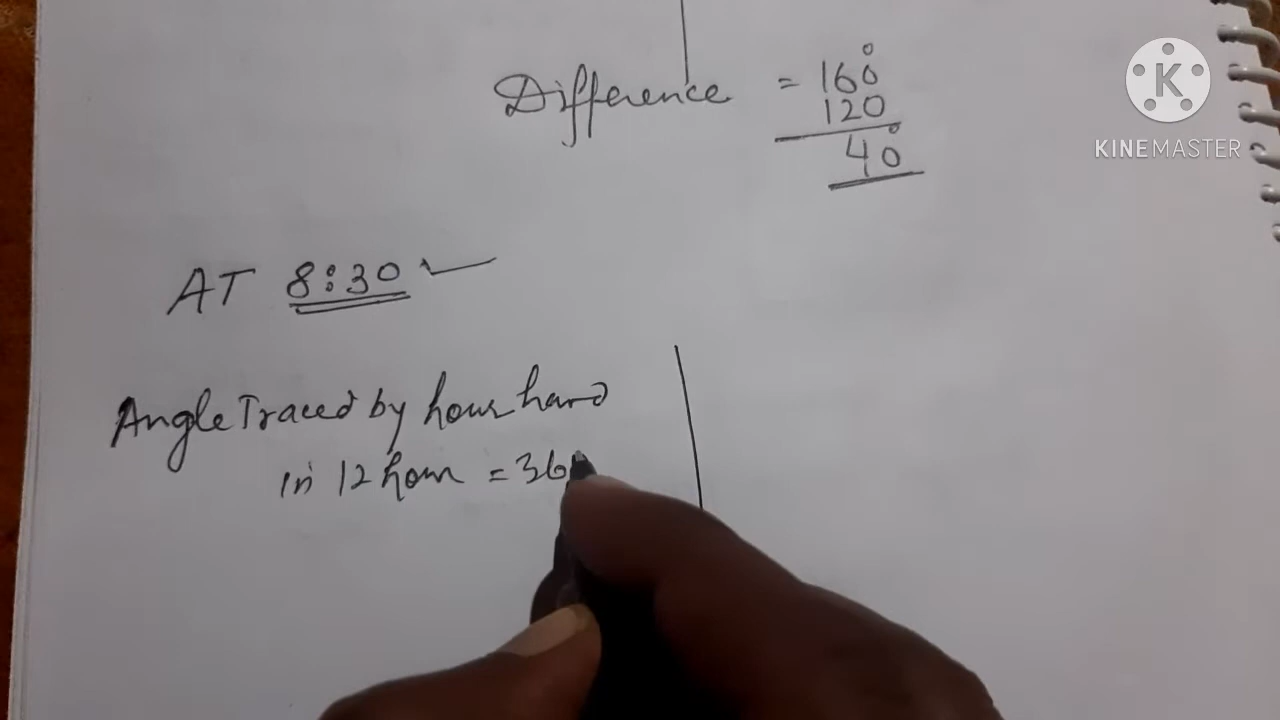 Difference = 160°
120
40°
AT 8:30
Angle Traced by hour hand
in 12 hour = 36
K
KINEMASTER